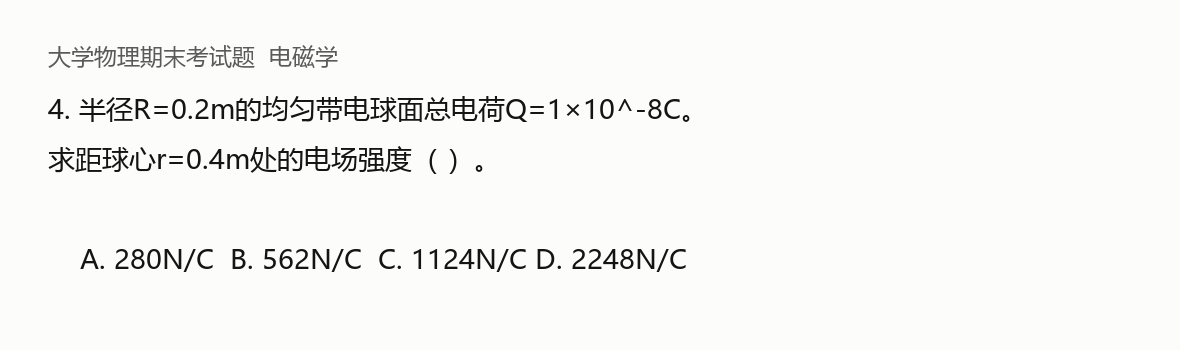 大学物理期末考试题 电磁学
4. 半径R=0.2m的均匀带电球面总电荷Q=1×10^-8C。
求距球心r=0.4m处的电场强度（ ）。
A. 280N/C B. 562N/C C. 1124N/C D. 2248N/C